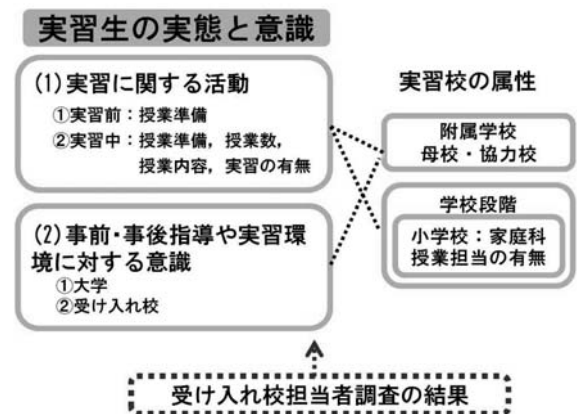 実習生の実態と意識
(1)実習に関する活動
①実習前：授業準備
②実習中：授業準備，授業数，
授業内容，実習の有無
(2)事前・事後指導や実習環
境に対する意識
①大学
②受け入れ校
実習校の属性
附属学校
母校・協力校
学校段階
小学校：家庭科
授業担当の有無
受け入れ校担当者調査の結果